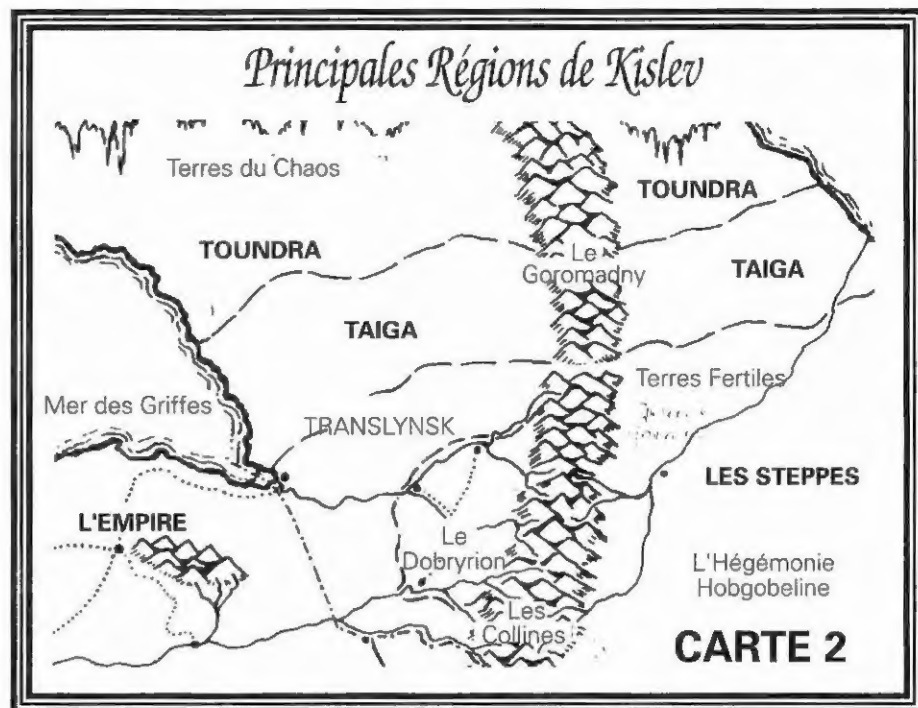 Principales Régions de Kislev
Terres du Chaos
TOUNDRA
TOUNDRA
Le
Goromadny
TAIGA
TAIGA
Terres Fertiles
Mer des Griffes
TRANSLYNSK
LES STEPPES
L'EMPIRE
Le
Dobryrion
L'Hégémonie
Hobgobeline
Les
Collines
CARTE 2